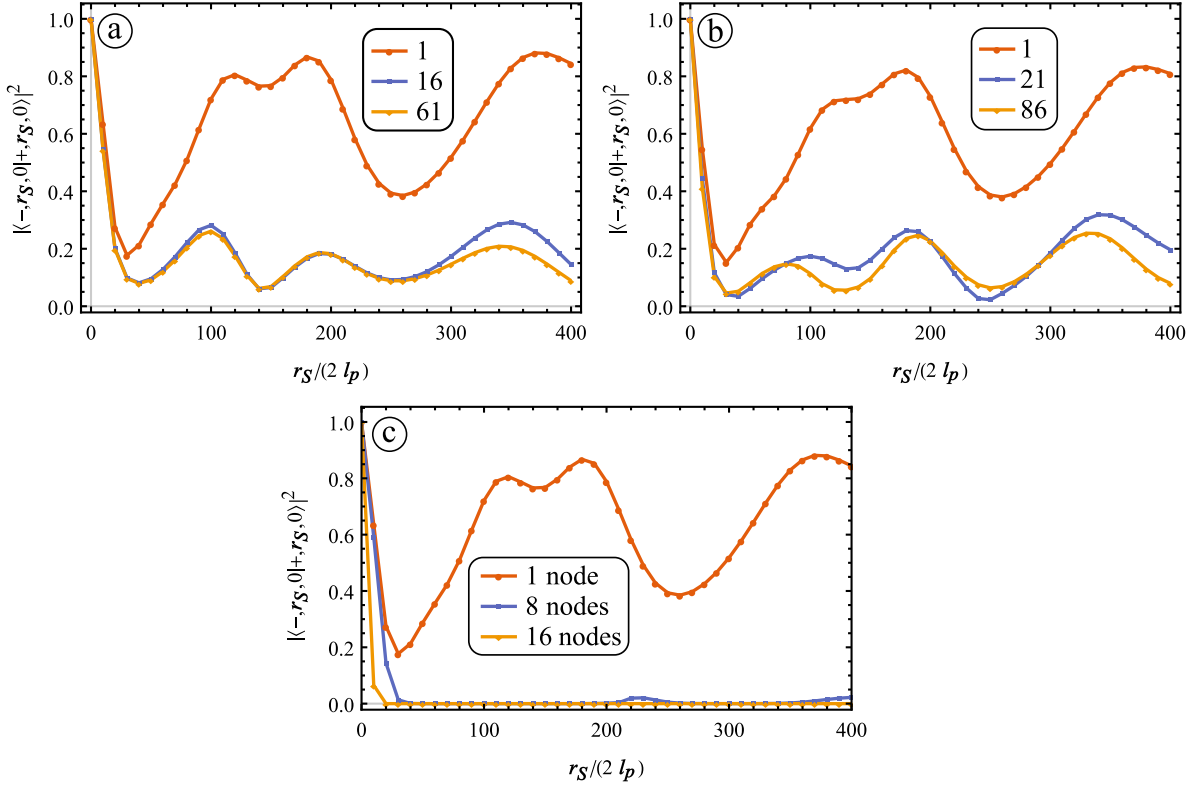 a
1
16
61
|⟨−,r_S,0|+,r_S,0⟩|²
1.0
0.8
0.6
0.4
0.2
0.0
0 100 200 300 400
r_S/(2 l_p)
b
1
21
86
|⟨−,r_S,0|+,r_S,0⟩|²
1.0
0.8
0.6
0.4
0.2
0.0
0 100 200 300 400
r_S/(2 l_p)
c
1 node
8 nodes
16 nodes
|⟨−,r_S,0|+,r_S,0⟩|²
1.0
0.8
0.6
0.4
0.2
0.0
0 100 200 300 400
r_S/(2 l_p)